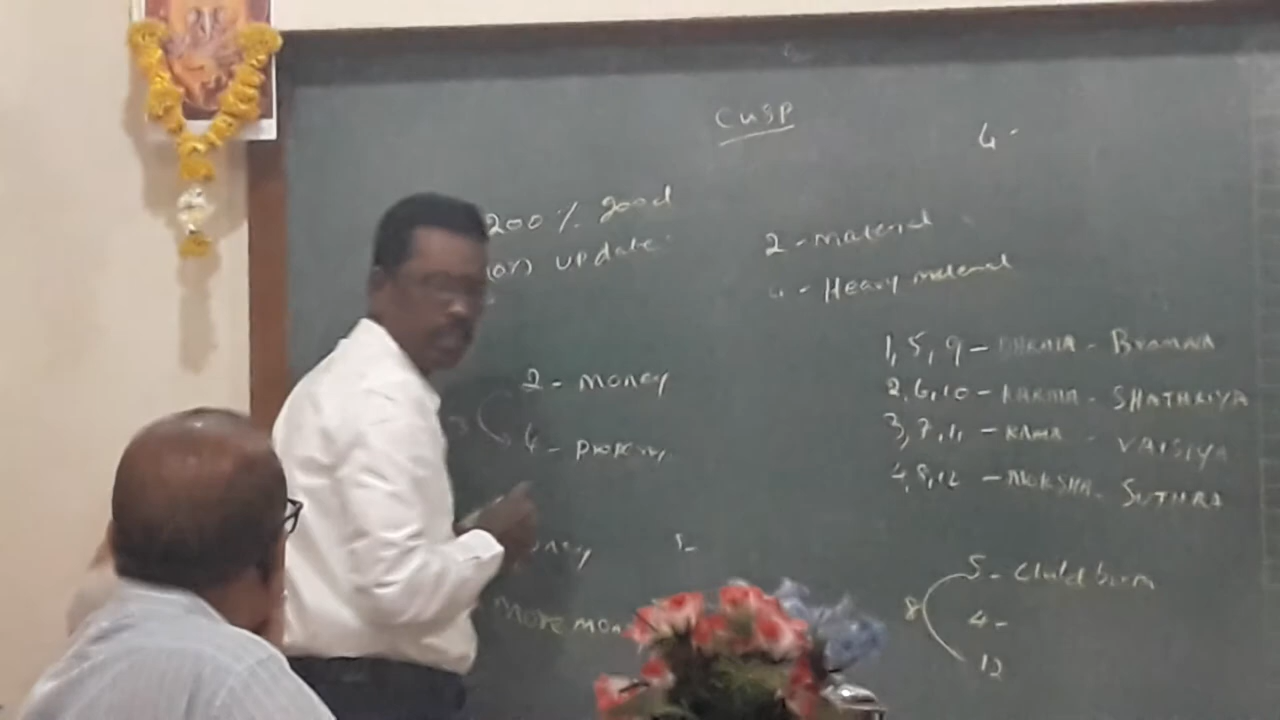 CUSP
4 -
200 % good
update
2 - Material
4 - Heavy material
1, 5, 9 - DHRMA - BRAMANA
2, 6, 10 - KARMA - SHATHRIYA
3, 7, 11 - KAMA - VAISIYA
4, 8, 12 - MOKSHA - SUTHRA
2 - money
4 - Property
More
5 - Child born
8
4 -
12